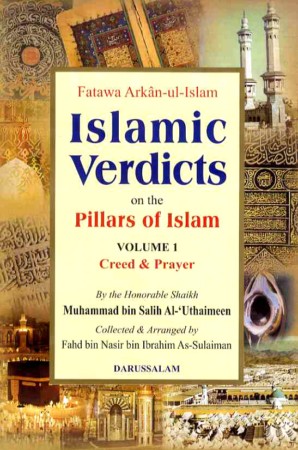 Fatawa Arkân-ul-Islam
Islamic
Verdicts
on the
Pillars of Islam
VOLUME 1
Creed & Prayer
By the Honorable Shaikh
Muhammad bin Salih Al-‘Uthaimeen
Collected & Arranged by
Fahd bin Nasir bin Ibrahim As-Sulaiman
DARUSSALAM